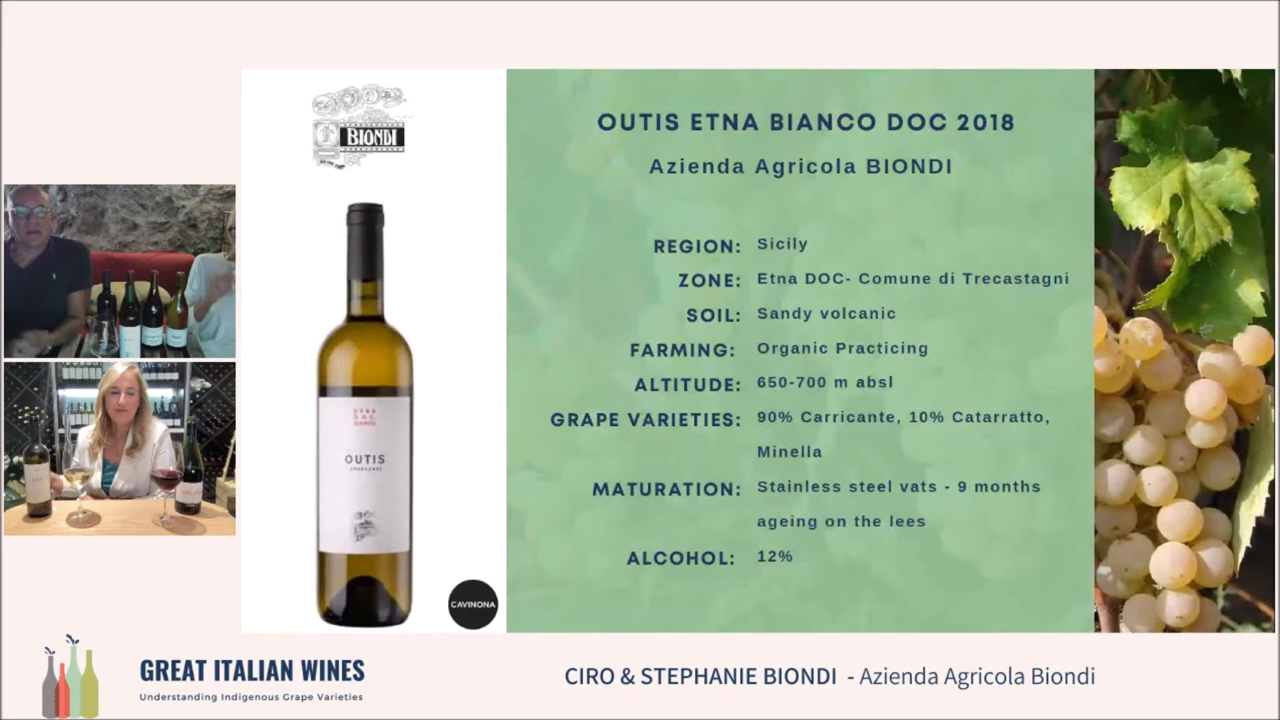 BIONDI
OUTIS
CAVINONA
OUTIS ETNA BIANCO DOC 2018
Azienda Agricola BIONDI
REGION: Sicily
ZONE: Etna DOC- Comune di Trecastagni
SOIL: Sandy volcanic
FARMING: Organic Practicing
ALTITUDE: 650-700 m absl
GRAPE VARIETIES: 90% Carricante, 10% Catarratto,
Minella
MATURATION: Stainless steel vats - 9 months
ageing on the lees
ALCOHOL: 12%
GREAT ITALIAN WINES
Understanding Indigenous Grape Varieties
CIRO & STEPHANIE BIONDI - Azienda Agricola Biondi